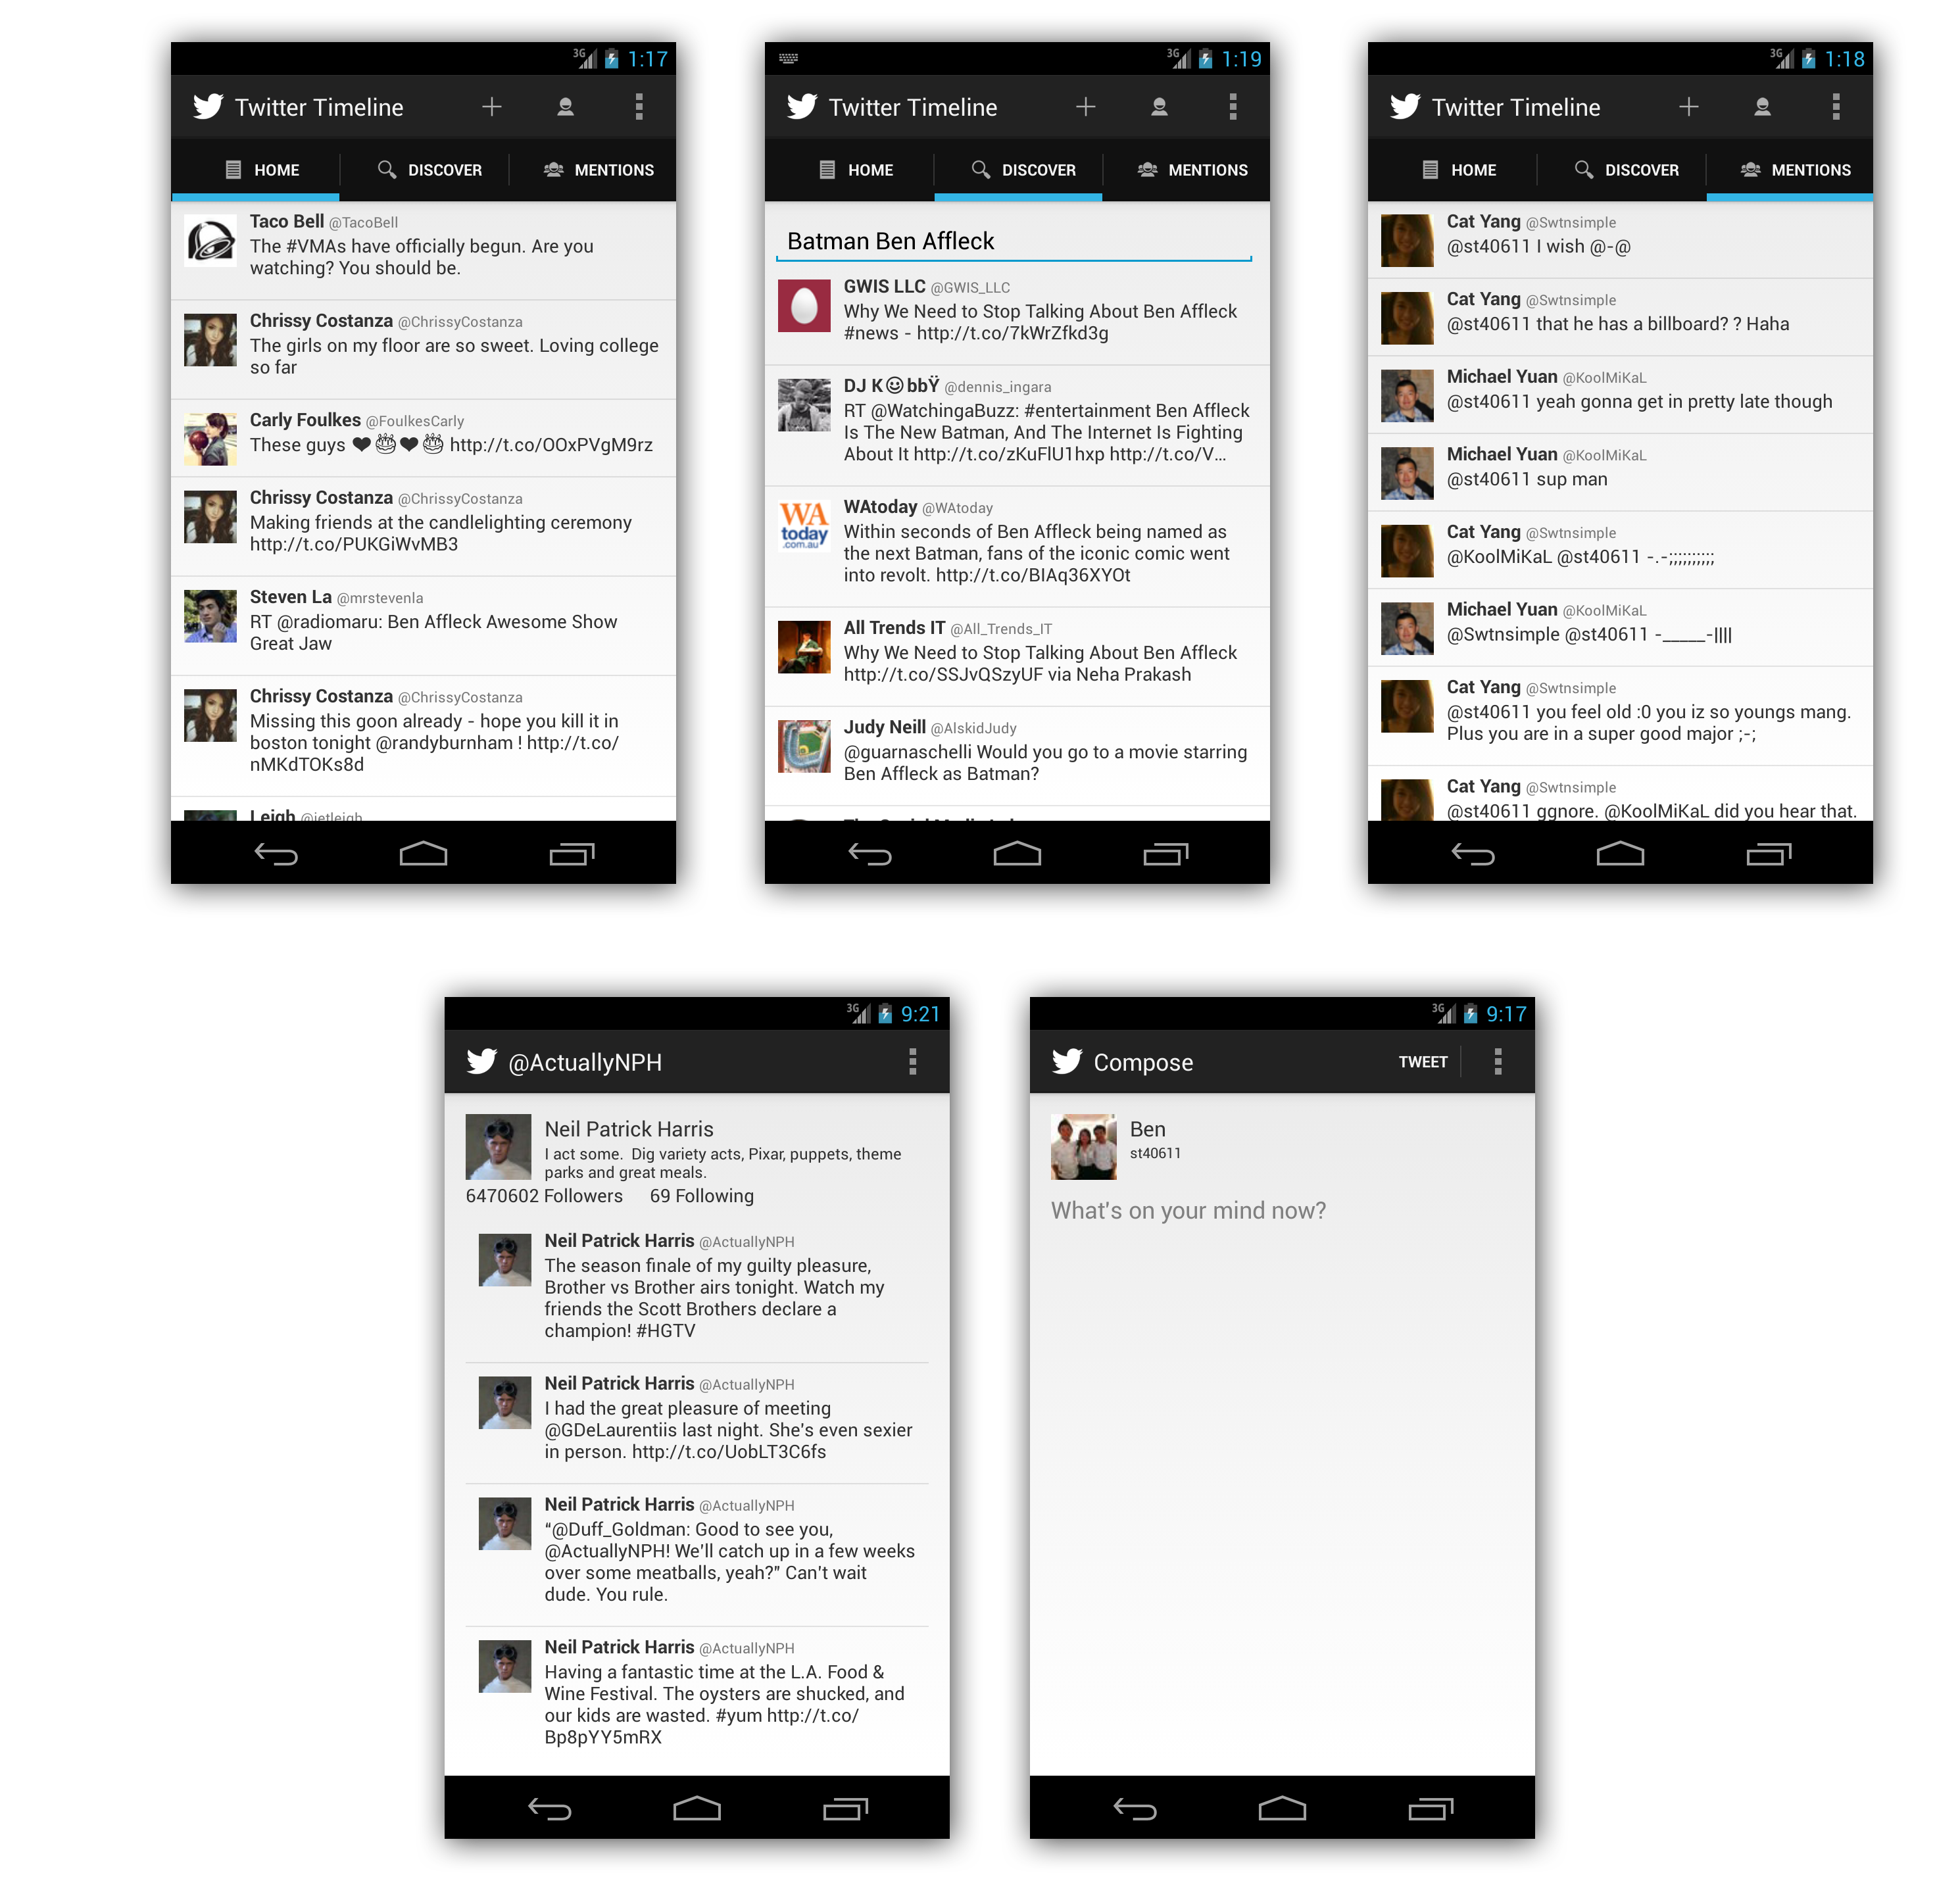 3G 1:17
Twitter Timeline
HOME DISCOVER MENTIONS
Taco Bell @TacoBell
The #VMAs have officially begun. Are you
watching? You should be.
Chrissy Costanza @ChrissyCostanza
The girls on my floor are so sweet. Loving college
so far
Carly Foulkes @FoulkesCarly
These guys ❤🎂❤🎂 http://t.co/OOxPVgM9rz
Chrissy Costanza @ChrissyCostanza
Making friends at the candlelighting ceremony
http://t.co/PUKGiWvMB3
Steven La @mrstevenla
RT @radiomaru: Ben Affleck Awesome Show
Great Jaw
Chrissy Costanza @ChrissyCostanza
Missing this goon already - hope you kill it in
boston tonight @randyburnham ! http://t.co/
nMKdTOKs8d
Leigh @jetleigh
3G 1:19
Twitter Timeline
HOME DISCOVER MENTIONS
Batman Ben Affleck
GWIS LLC @GWIS_LLC
Why We Need to Stop Talking About Ben Affleck
#news - http://t.co/7kWrZfkd3g
DJ K☺bbŸ @dennis_ingara
RT @WatchingaBuzz: #entertainment Ben Affleck
Is The New Batman, And The Internet Is Fighting
About It http://t.co/zKuFlU1hxp http://t.co/V...
WA
today
.com.au
WAtoday @WAtoday
Within seconds of Ben Affleck being named as
the next Batman, fans of the iconic comic went
into revolt. http://t.co/BIAq36XYOt
All Trends IT @All_Trends_IT
Why We Need to Stop Talking About Ben Affleck
http://t.co/SSJvQSzyUF via Neha Prakash
Judy Neill @AlskidJudy
@guarnaschelli Would you go to a movie starring
Ben Affleck as Batman?
3G 1:18
Twitter Timeline
HOME DISCOVER MENTIONS
Cat Yang @Swtnsimple
@st40611 I wish @-@
Cat Yang @Swtnsimple
@st40611 that he has a billboard? ? Haha
Michael Yuan @KoolMiKaL
@st40611 yeah gonna get in pretty late though
Michael Yuan @KoolMiKaL
@st40611 sup man
Cat Yang @Swtnsimple
@KoolMiKaL @st40611 -.-;;;;;;;;;;
Michael Yuan @KoolMiKaL
@Swtnsimple @st40611 -_____-||||
Cat Yang @Swtnsimple
@st40611 you feel old :0 you iz so youngs mang.
Plus you are in a super good major ;-;
Cat Yang @Swtnsimple
@st40611 ggnore. @KoolMiKaL did you hear that.
3G 9:21
@ActuallyNPH
Neil Patrick Harris
I act some.  Dig variety acts, Pixar, puppets, theme
parks and great meals.
6470602 Followers 69 Following
Neil Patrick Harris @ActuallyNPH
The season finale of my guilty pleasure,
Brother vs Brother airs tonight. Watch my
friends the Scott Brothers declare a
champion! #HGTV
Neil Patrick Harris @ActuallyNPH
I had the great pleasure of meeting
@GDeLaurentiis last night. She's even sexier
in person. http://t.co/UobLT3C6fs
Neil Patrick Harris @ActuallyNPH
“@Duff_Goldman: Good to see you,
@ActuallyNPH! We'll catch up in a few weeks
over some meatballs, yeah?" Can't wait
dude. You rule.
Neil Patrick Harris @ActuallyNPH
Having a fantastic time at the L.A. Food &
Wine Festival. The oysters are shucked, and
our kids are wasted. #yum http://t.co/
Bp8pYY5mRX
3G 9:17
Compose TWEET
Ben
st40611
What's on your mind now?